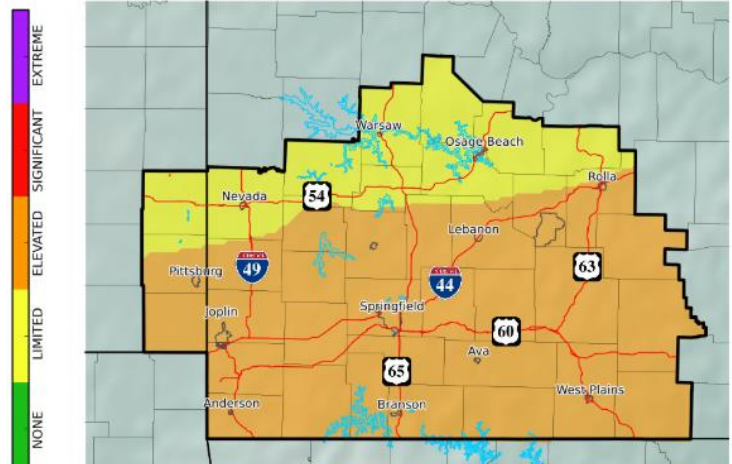 EXTREME
SIGNIFICANT
ELEVATED
LIMITED
NONE
Warsaw
Osage Beach
Rolla
Nevada
54
Lebanon
Pittsburg
49
44
63
Joplin
Springfield
60
65
Ava
Anderson
Branson
West Plains